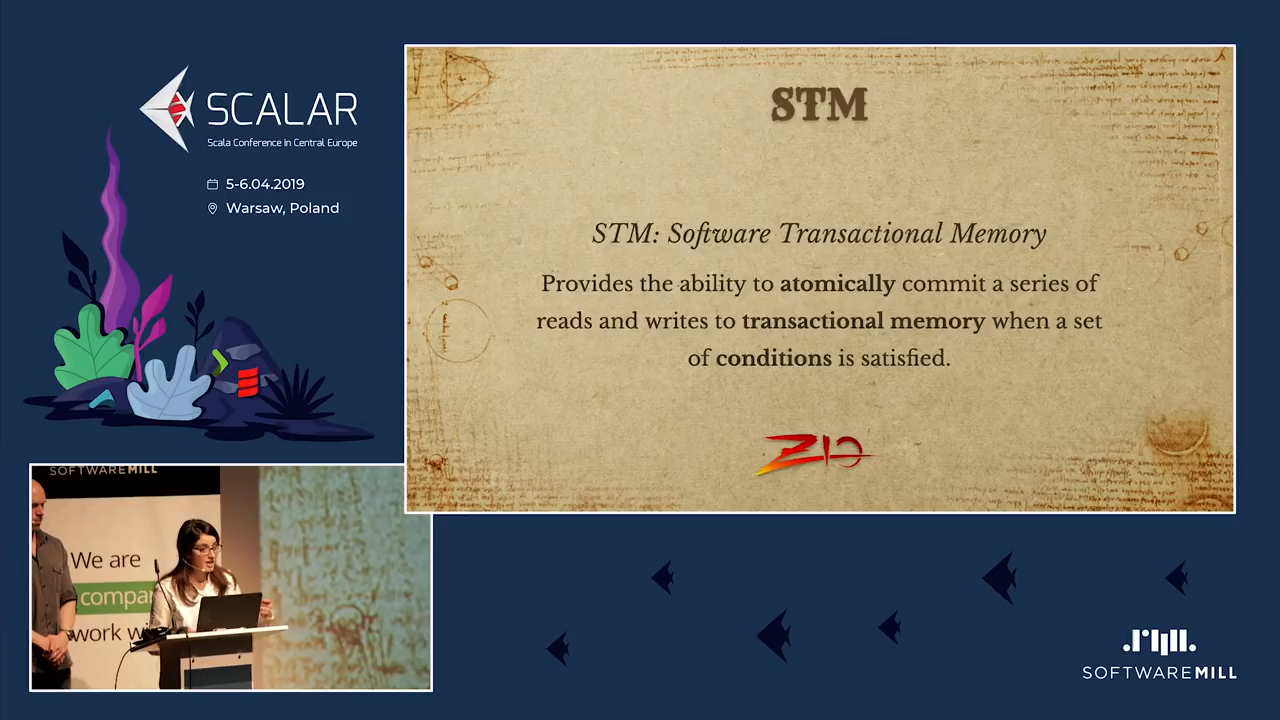 SCALAR
Scala Conference In Central Europe
5-6.04.2019
Warsaw, Poland
STM
STM: Software Transactional Memory
Provides the ability to atomically commit a series of
reads and writes to transactional memory when a set
of conditions is satisfied.
ZIO
SOFTWAREMILL
We are
compa
work w
SOFTWAREMILL